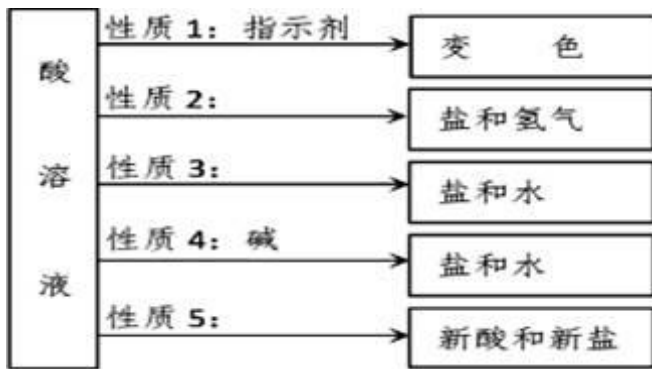 酸溶液
性质 1：指示剂
变 色
性质 2：
盐和氢气
性质 3：
盐和水
性质 4：碱
盐和水
性质 5：
新酸和新盐